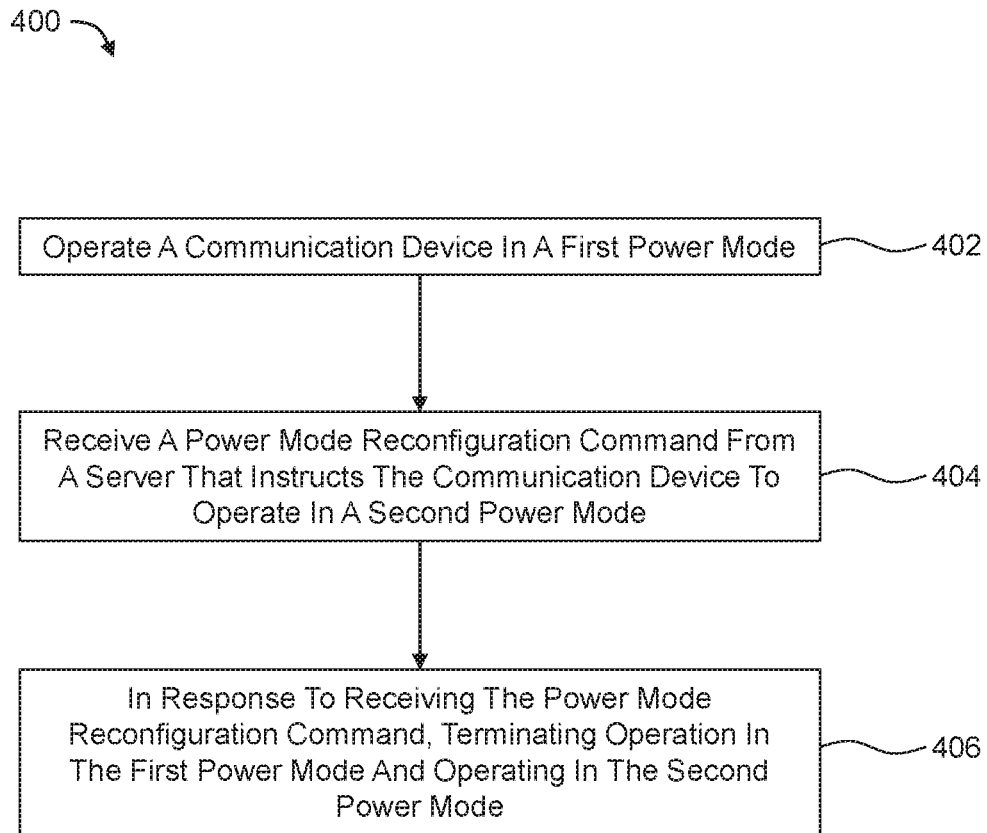 400
Operate A Communication Device In A First Power Mode
402
Receive A Power Mode Reconfiguration Command From
A Server That Instructs The Communication Device To
Operate In A Second Power Mode
404
In Response To Receiving The Power Mode
Reconfiguration Command, Terminating Operation In
The First Power Mode And Operating In The Second
Power Mode
406